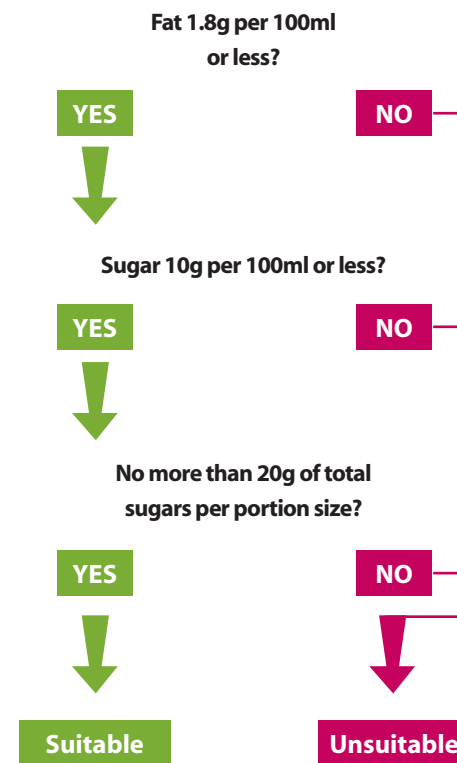 Fat 1.8g per 100ml
or less?
YES
NO
Sugar 10g per 100ml or less?
YES
NO
No more than 20g of total
sugars per portion size?
YES
NO
Suitable
Unsuitable